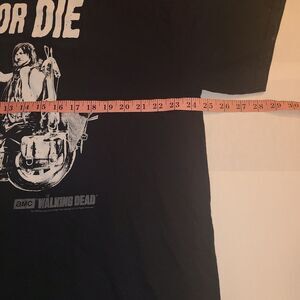 OR DIE
13 14 15 16 17 18 19 20 21 22 23 24 25 26 27 28 29 30
amc THE WALKING DEAD